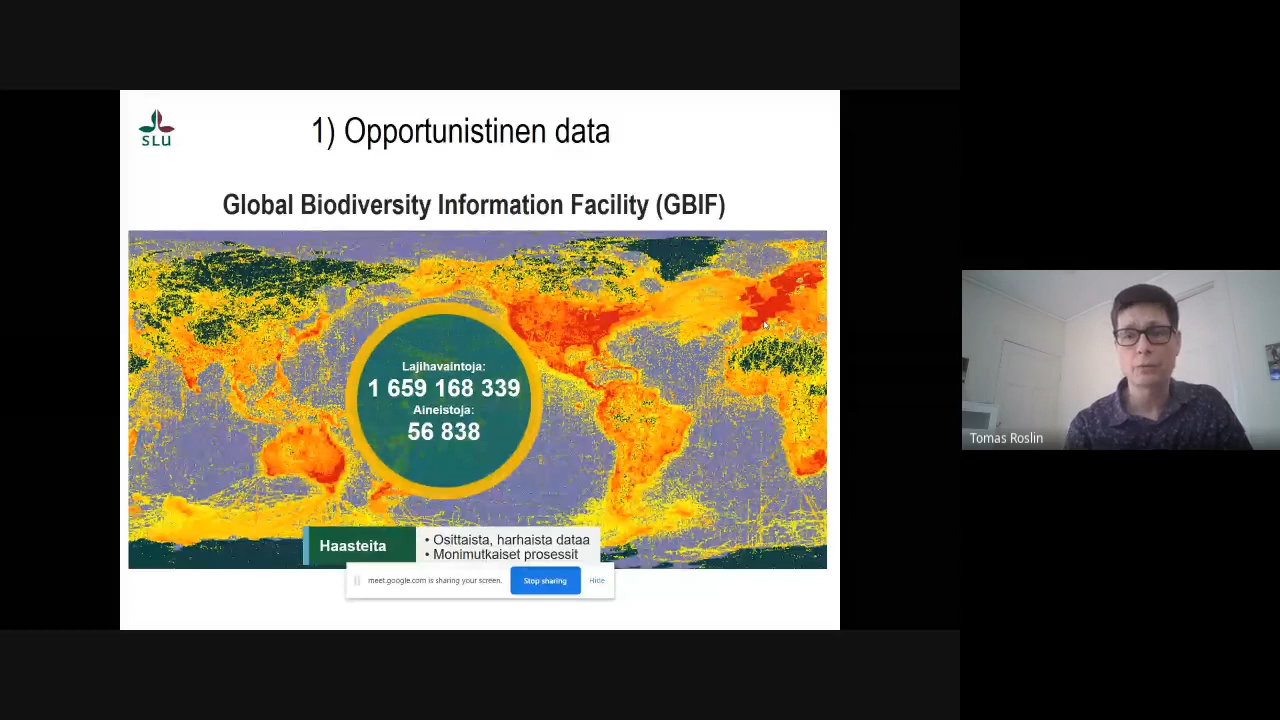 SLU
1) Opportunistinen data
Global Biodiversity Information Facility (GBIF)
Lajihavaintoja:
1 659 168 339
Aineistoja:
56 838
Haasteita
• Osittaista, harhaista dataa
• Monimutkaiset prosessit
meet.google.com is sharing your screen.
Stop sharing
Hide
Tomas Roslin